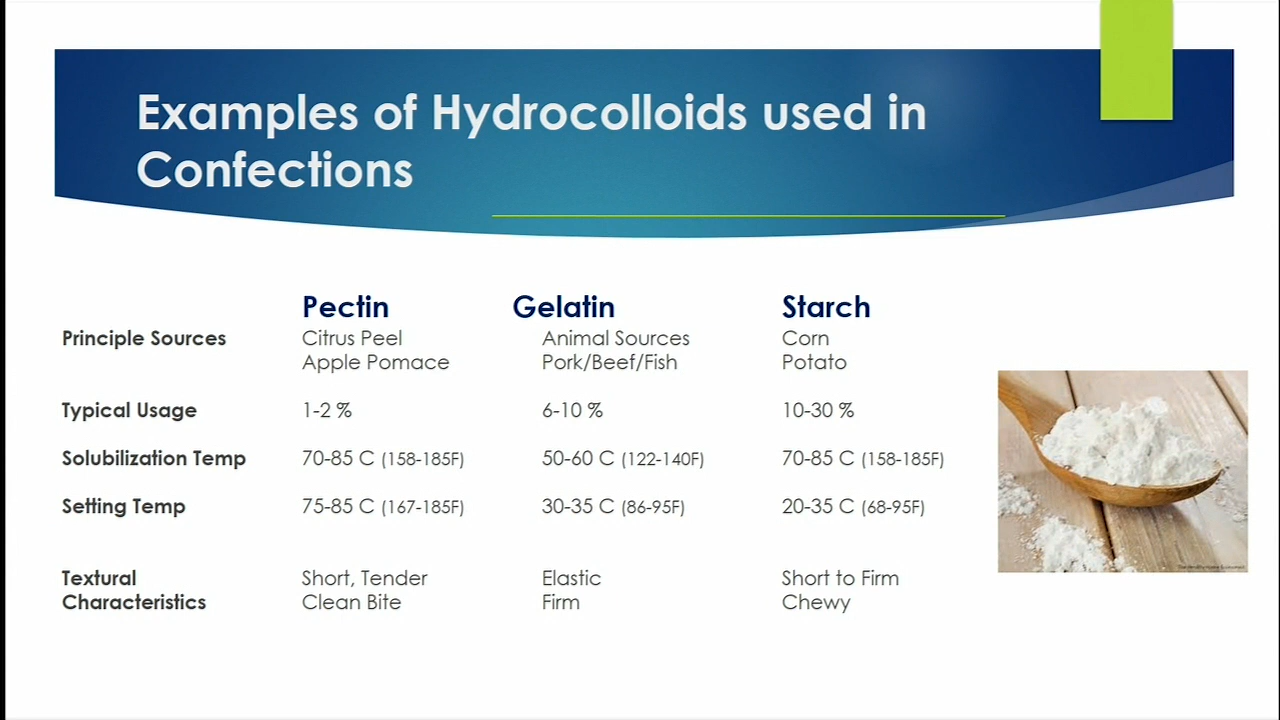 Examples of Hydrocolloids used in
Confections
Pectin Gelatin Starch
Principle Sources Citrus Peel Animal Sources Corn
Apple Pomace Pork/Beef/Fish Potato
Typical Usage 1-2 % 6-10 % 10-30 %
Solubilization Temp 70-85 C (158-185F) 50-60 C (122-140F) 70-85 C (158-185F)
Setting Temp 75-85 C (167-185F) 30-35 C (86-95F) 20-35 C (68-95F)
Textural Short, Tender Elastic Short to Firm
Characteristics Clean Bite Firm Chewy